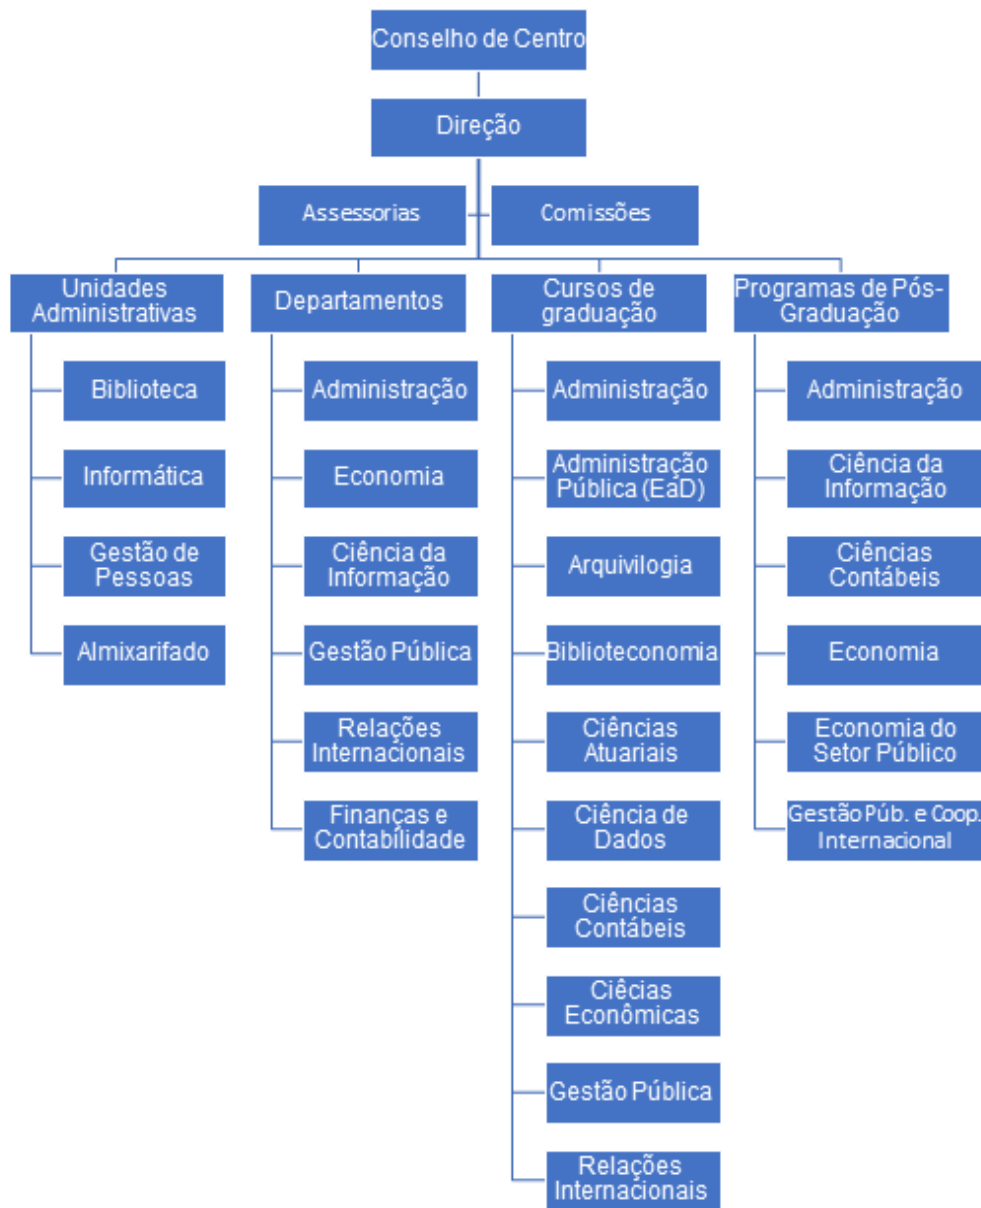 Conselho de Centro
Direção
Assessorias
Comissões
Unidades
Administrativas
Biblioteca
Informática
Gestão de
Pessoas
Almixarifado
Departamentos
Administração
Economia
Ciência da
Informação
Gestão Pública
Relações
Internacionais
Finanças e
Contabilidade
Cursos de
graduação
Administração
Administração
Pública (EaD)
Arquivilogia
Biblioteconomia
Ciências
Atuariais
Ciência de
Dados
Ciências
Contábeis
Ciêcias
Econômicas
Gestão Pública
Relações
Internacionais
Programas de Pós-
Graduação
Administração
Ciência da
Informação
Ciências
Contábeis
Economia
Economia do
Setor Público
Gestão Púb. e Coop.
Internacional